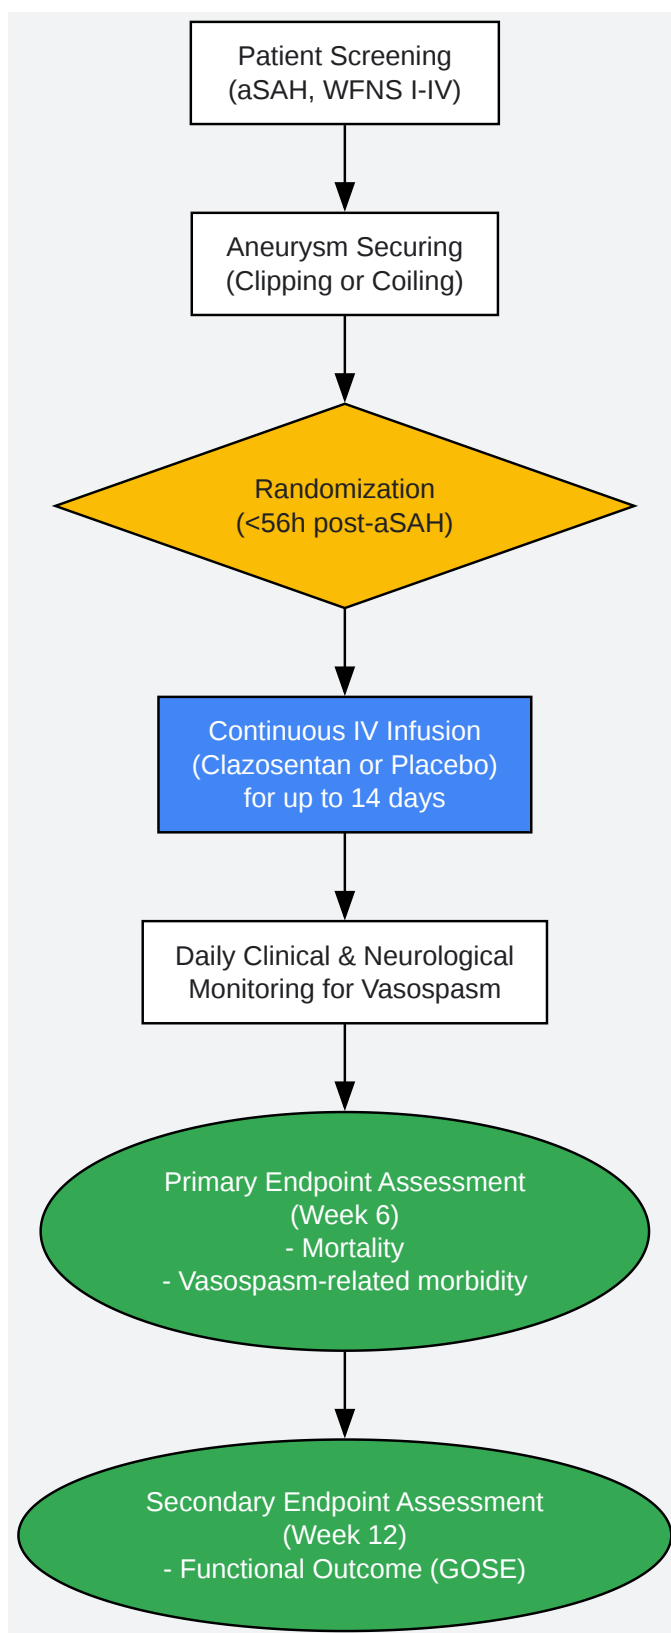 Patient Screening
(aSAH, WFNS I-IV)
Aneurysm Securing
(Clipping or Coiling)
Randomization
(<56h post-aSAH)
Continuous IV Infusion
(Clazosentan or Placebo)
for up to 14 days
Daily Clinical & Neurological
Monitoring for Vasospasm
Primary Endpoint Assessment
(Week 6)
- Mortality
- Vasospasm-related morbidity
Secondary Endpoint Assessment
(Week 12)
- Functional Outcome (GOSE)